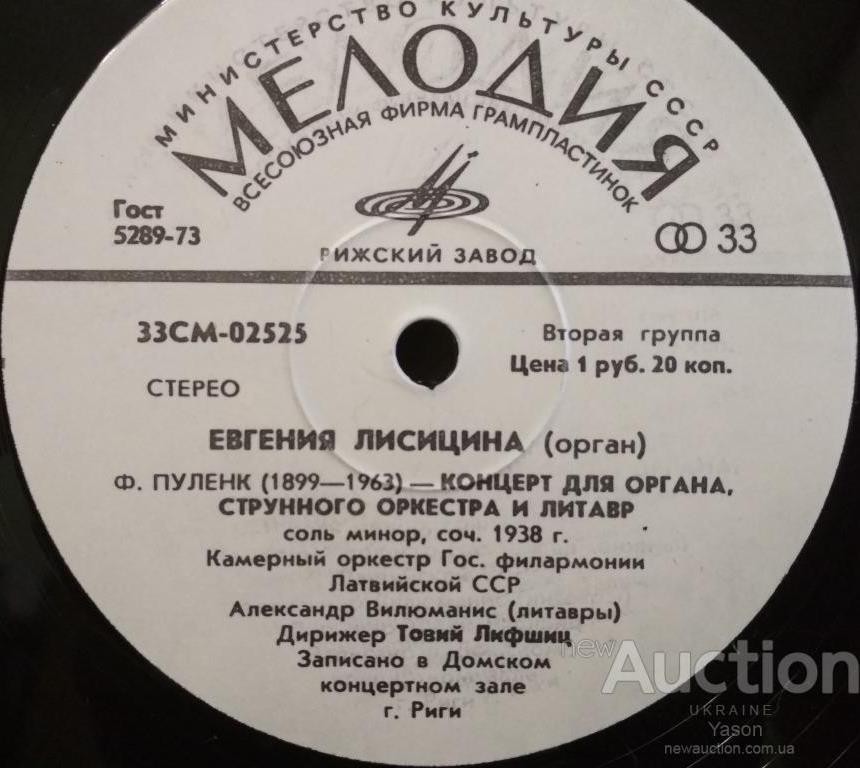 МИНИСТЕРСТВО КУЛЬТУРЫ СССР
МЕЛОДИЯ
ВСЕСОЮЗНАЯ ФИРМА ГРАМПЛАСТИНОК
Гост
5289-73
33
РИЖСКИЙ ЗАВОД
33СМ-02525
Вторая группа
Цена 1 руб. 20 коп.
СТЕРЕО
ЕВГЕНИЯ ЛИСИЦИНА (орган)
Ф. ПУЛЕНК (1899—1963) — КОНЦЕРТ ДЛЯ ОРГАНА,
СТРУННОГО ОРКЕСТРА И ЛИТАВР
соль минор, соч. 1938 г.
Камерный оркестр Гос. филармонии
Латвийской ССР
Александр Вилюманис (литавры)
Дирижер Товий Лифшиц
Записано в Домском
концертном зале
г. Риги
newAuction
UKRAINE
Yason
newauction.com.ua